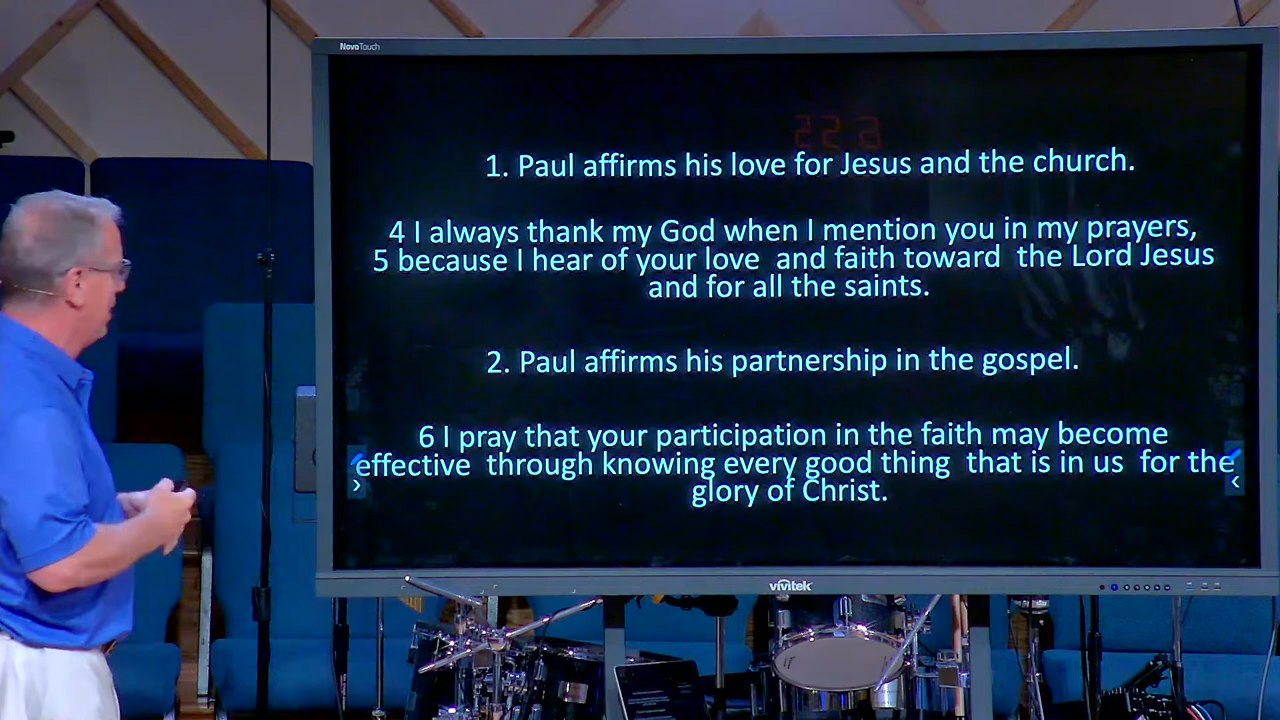 NovoTouch
1. Paul affirms his love for Jesus and the church.
4 I always thank my God when I mention you in my prayers,
5 because I hear of your love and faith toward the Lord Jesus
and for all the saints.
2. Paul affirms his partnership in the gospel.
6 I pray that your participation in the faith may become
effective through knowing every good thing that is in us for the
glory of Christ.
vivitek